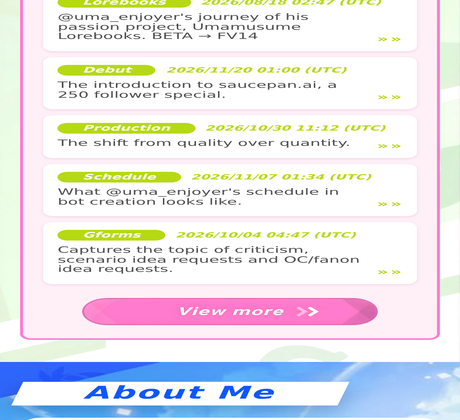 Lorebooks 2026/08/18 02:47 (UTC)
@uma_enjoyer's journey of his
passion project, Umamusume
Lorebooks. BETA → FV14
>> >>
Debut 2026/11/20 01:00 (UTC)
The introduction to saucepan.ai, a
250 follower special.
>> >>
Production 2026/10/30 11:12 (UTC)
The shift from quality over quantity.
>> >>
Schedule 2026/11/07 01:34 (UTC)
What @uma_enjoyer's schedule in
bot creation looks like.
>> >>
Gforms 2026/10/04 04:47 (UTC)
Captures the topic of criticism,
scenario idea requests and OC/fanon
idea requests.
>> >>
View more >>
About Me